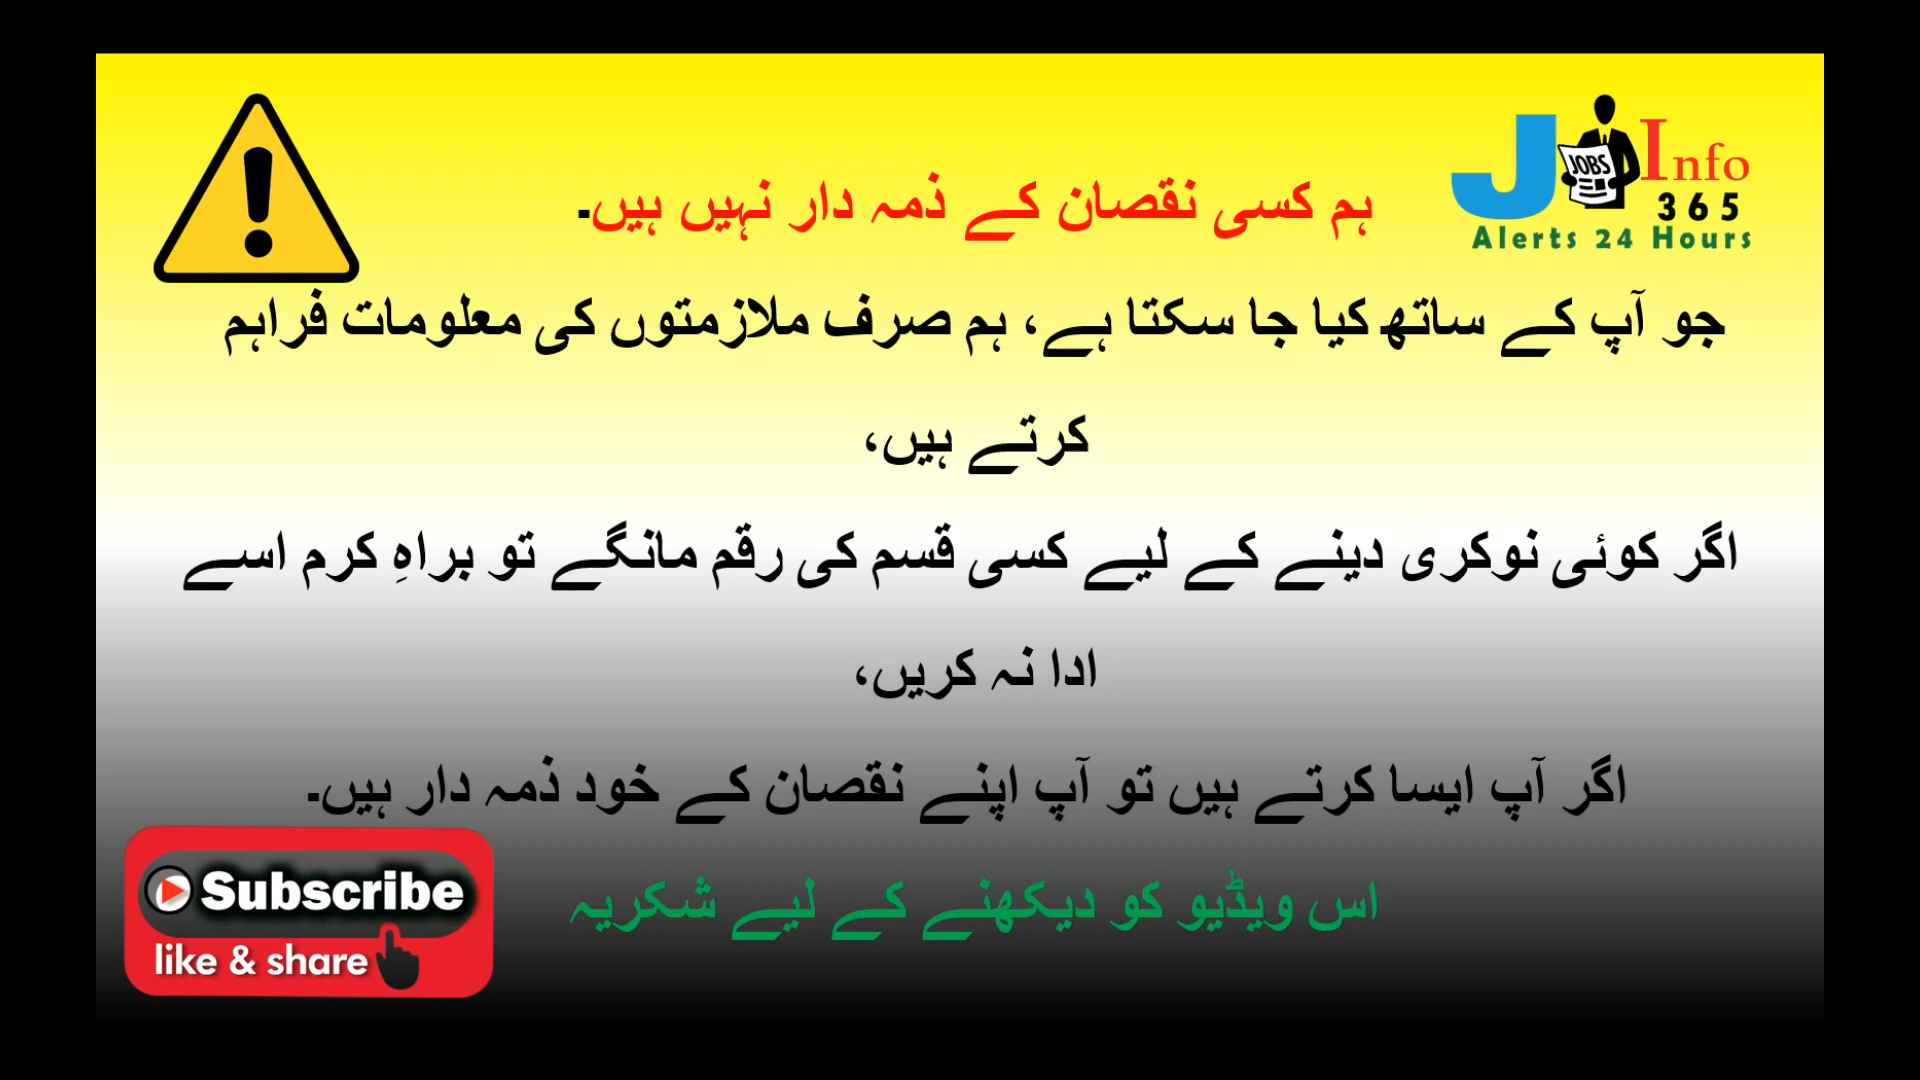 J Info
JOBS
365
Alerts 24 Hours
ہم کسی نقصان کے ذمہ دار نہیں ہیں۔
جو آپ کے ساتھ کیا جا سکتا ہے، ہم صرف ملازمتوں کی معلومات فراہم
کرتے ہیں،
اگر کوئی نوکری دینے کے لیے کسی قسم کی رقم مانگے تو براہِ کرم اسے
ادا نہ کریں،
اگر آپ ایسا کرتے ہیں تو آپ اپنے نقصان کے خود ذمہ دار ہیں۔
اس ویڈیو کو دیکھنے کے لیے شکریہ
Subscribe
like & share